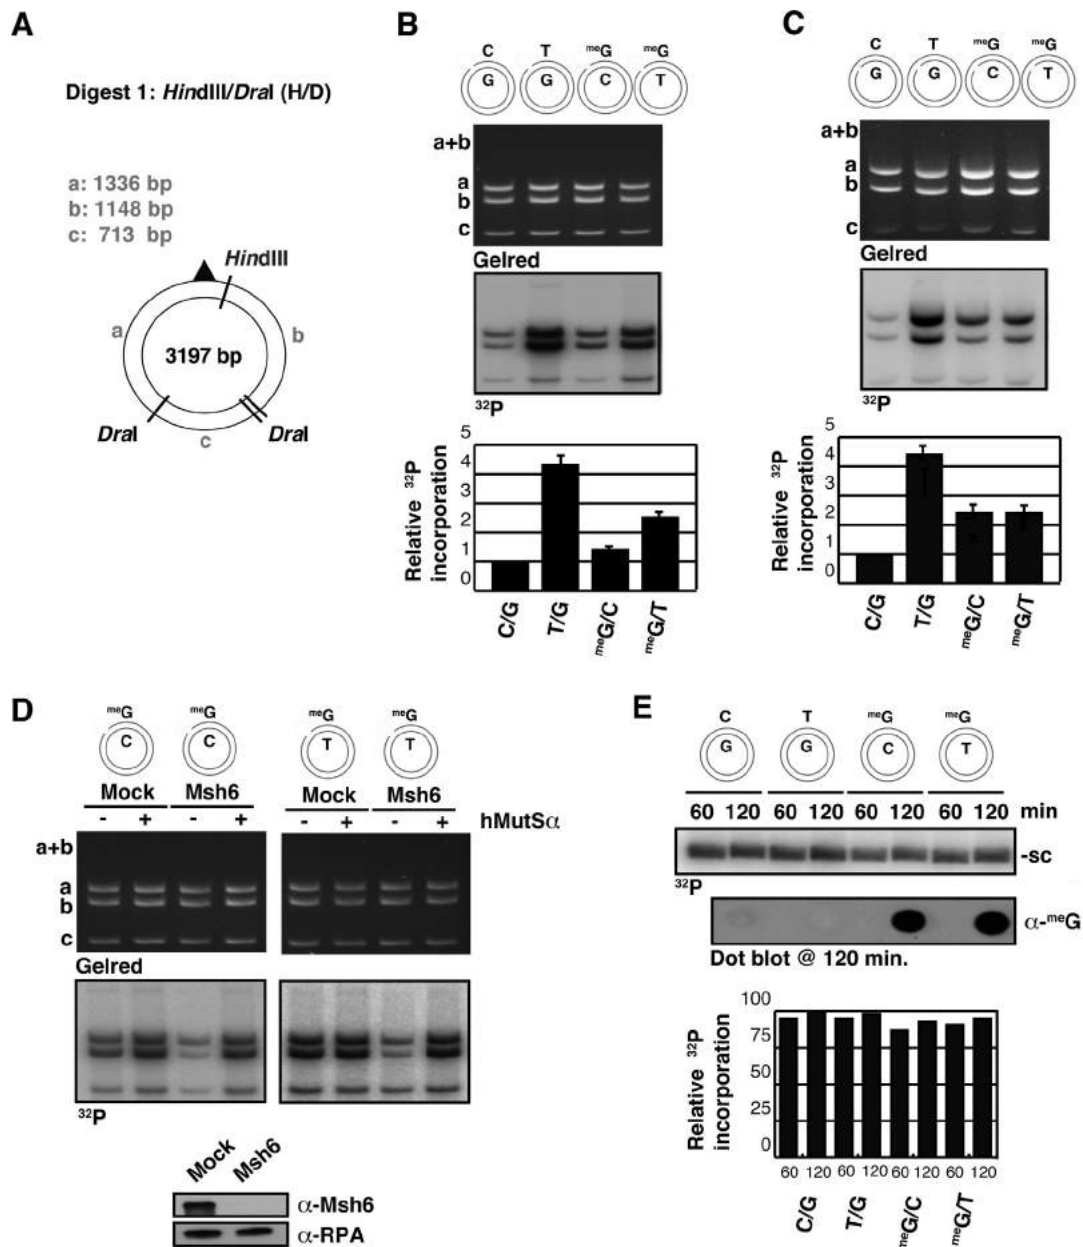 A
Digest 1: HindIII/DraI (H/D)
a: 1336 bp
b: 1148 bp
c: 713 bp
HindIII
a
b
3197 bp
DraI
c
DraI
B
C T meG meG
G G C T
a+b
a
b
c
Gelred
32P
Relative 32P incorporation
5
4
3
2
1
0
C/G T/G meG/C meG/T
C
C T meG meG
G G C T
a+b
a
b
c
Gelred
32P
Relative 32P incorporation
5
4
3
2
1
0
C/G T/G meG/C meG/T
D
meG meG meG meG
C C T T
Mock Msh6 Mock Msh6
- + - + - + - + hMutSα
a+b
a
b
c
Gelred
32P
Mock Msh6
α-Msh6
α-RPA
E
C T meG meG
G G C T
60 120 60 120 60 120 60 120 min
-sc
32P
α-meG
Dot blot @ 120 min.
Relative 32P incorporation
100
75
50
25
0
60 120 60 120 60 120 60 120
C/G T/G meG/C meG/T